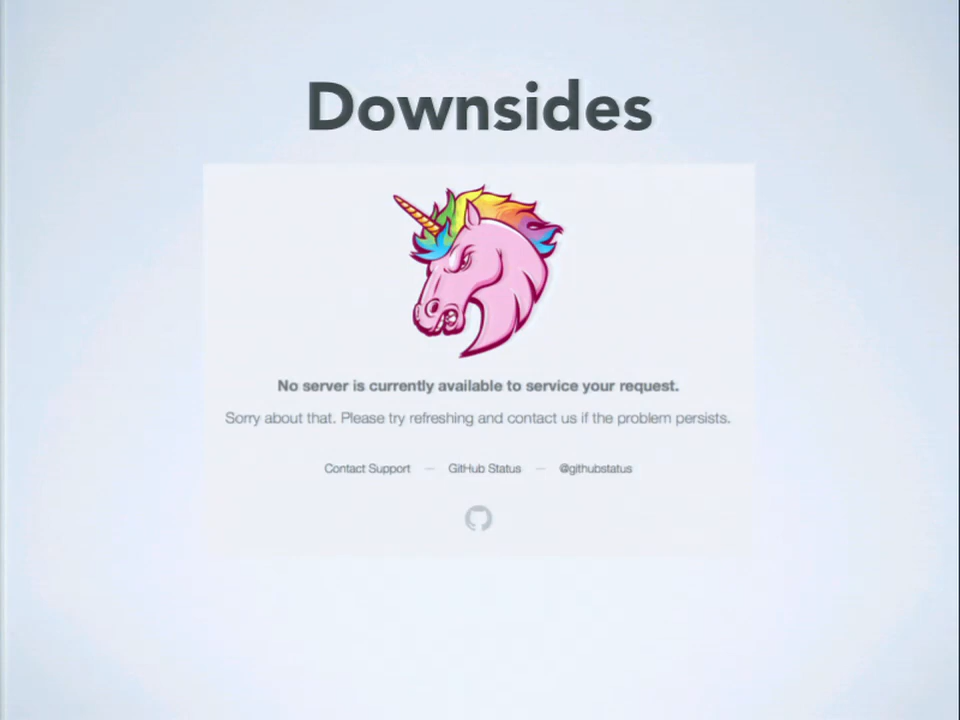 Downsides
No server is currently available to service your request.
Sorry about that. Please try refreshing and contact us if the problem persists.
Contact Support — GitHub Status — @githubstatus